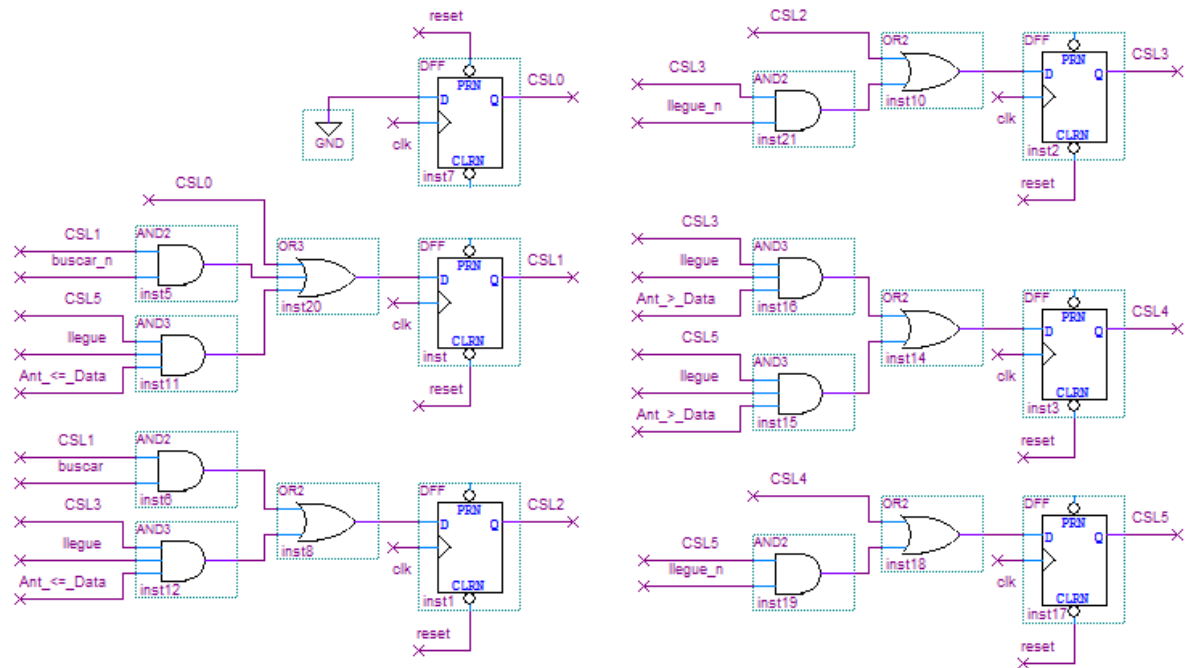 reset
DFF
PRN
D
Q
CSL0
clk
GND
CLRN
inst7
CSL0
CSL1
AND2
buscar_n
inst5
CSL5
AND3
llegue
Ant_<=_Data
inst11
OR3
inst20
DFF
PRN
D
Q
CSL1
clk
CLRN
inst
reset
CSL1
AND2
buscar
inst6
CSL3
AND3
llegue
Ant_<=_Data
inst12
OR2
inst8
DFF
PRN
D
Q
CSL2
clk
CLRN
inst1
reset
CSL2
CSL3
AND2
llegue_n
inst21
OR2
inst10
DFF
PRN
D
Q
CSL3
clk
CLRN
inst2
reset
CSL3
AND3
llegue
Ant_>_Data
inst16
CSL5
AND3
llegue
Ant_>_Data
inst15
OR2
inst14
DFF
PRN
D
Q
CSL4
clk
CLRN
inst3
reset
CSL4
CSL5
AND2
llegue_n
inst19
OR2
inst18
DFF
PRN
D
Q
CSL5
clk
CLRN
inst17
reset